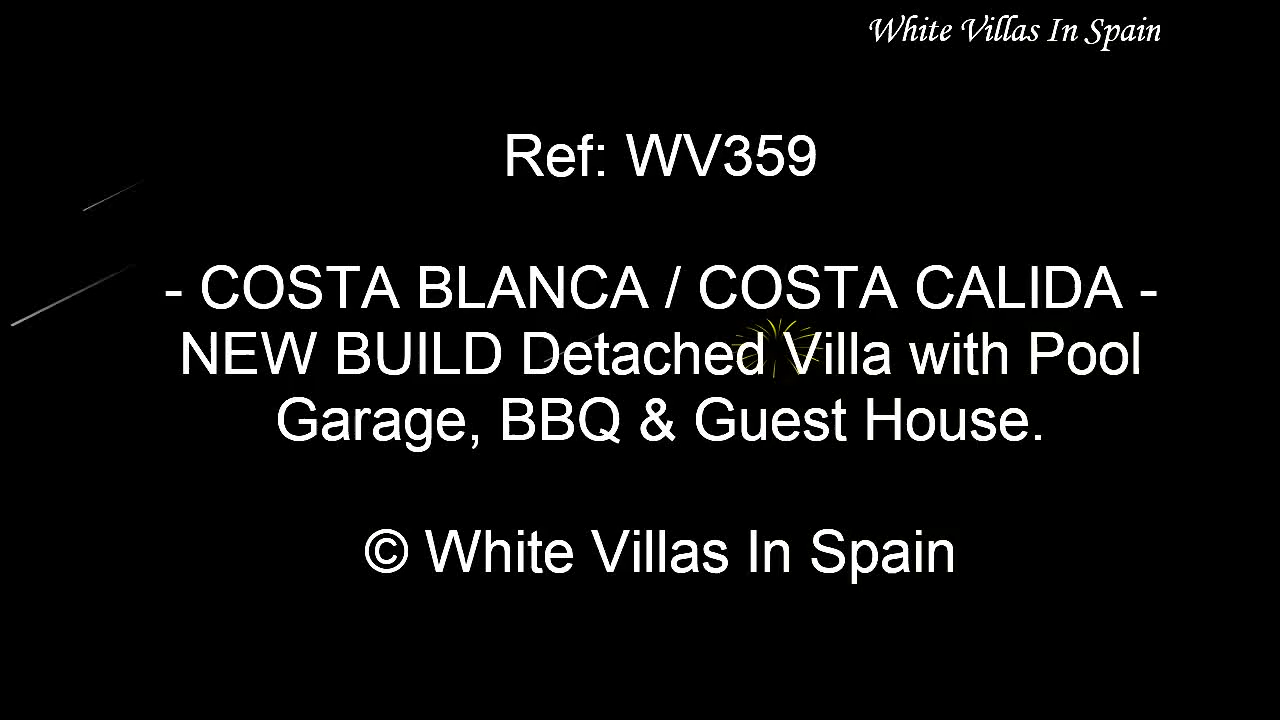 White Villas In Spain
Ref: WV359
- COSTA BLANCA / COSTA CALIDA -
NEW BUILD Detached Villa with Pool
Garage, BBQ & Guest House.
© White Villas In Spain